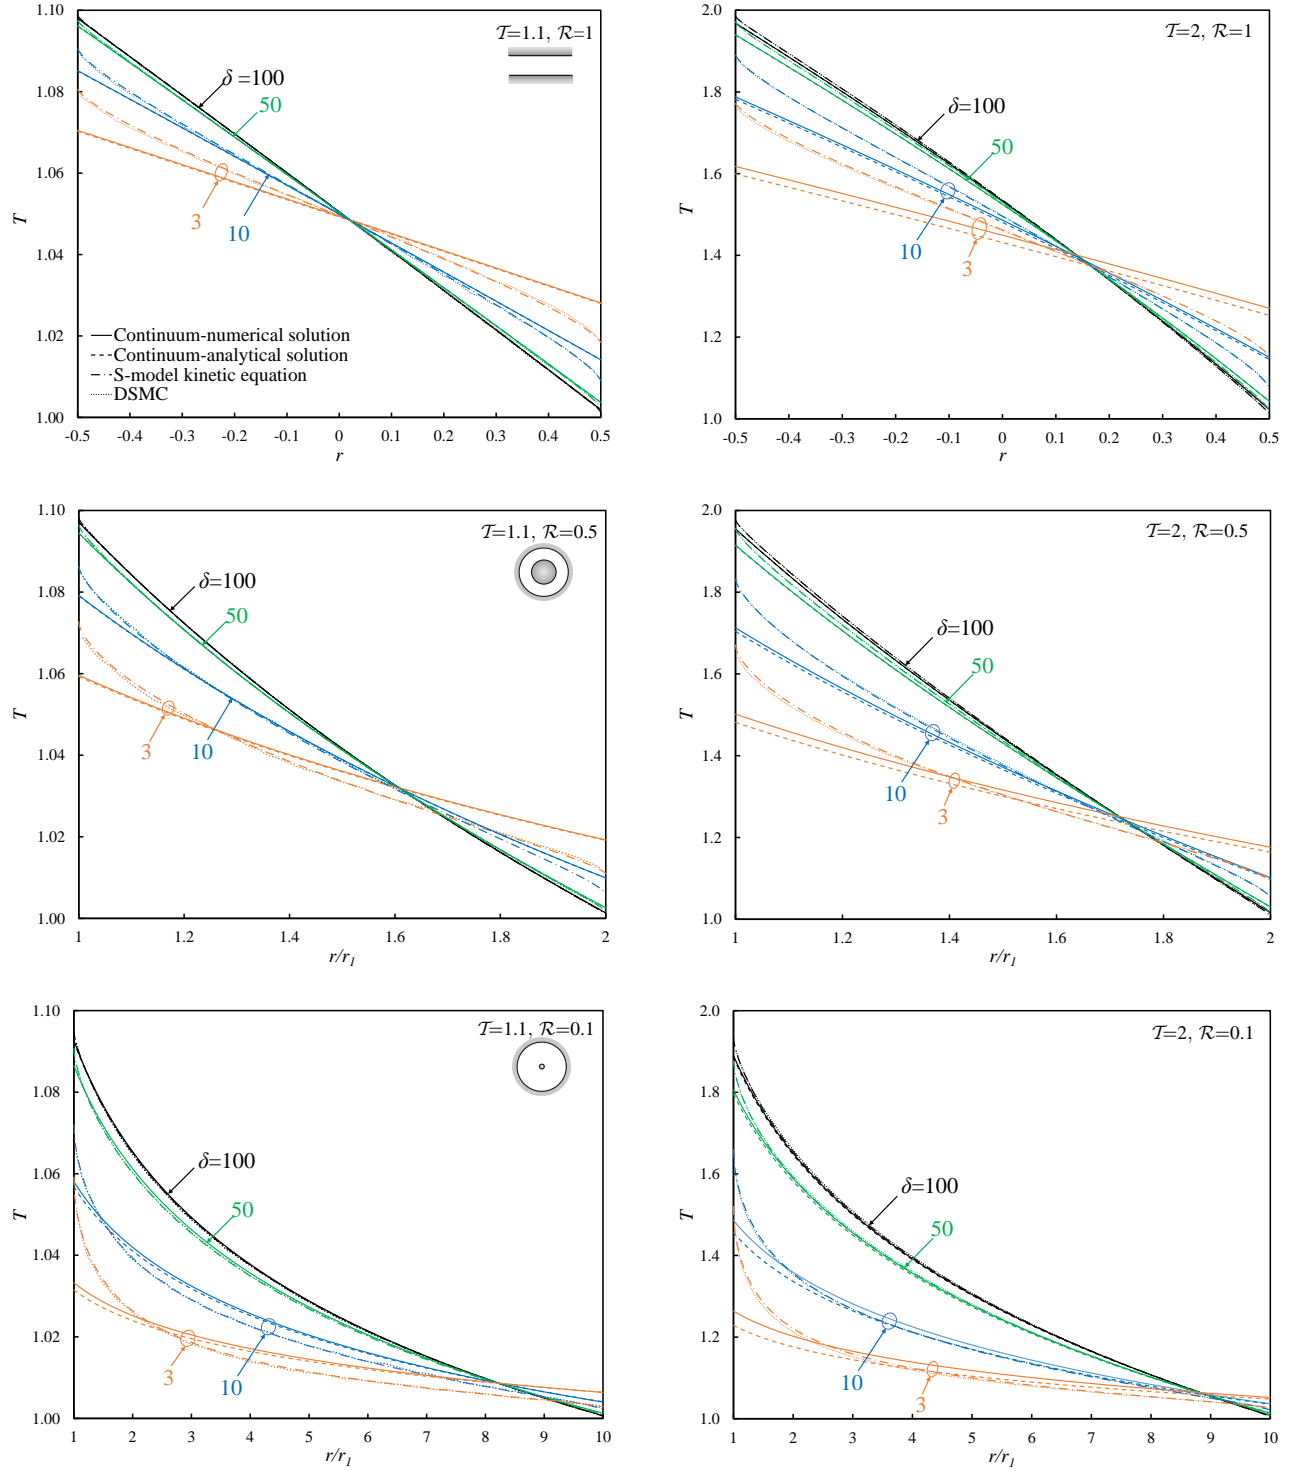 1.10
1.08
1.06
1.04
1.02
1.00
T
𝒯=1.1, ℛ=1
δ =100
50
3
10
Continuum-numerical solution
Continuum-analytical solution
S-model kinetic equation
DSMC
-0.5 -0.4 -0.3 -0.2 -0.1 0 0.1 0.2 0.3 0.4 0.5
r
2.0
1.8
1.6
1.4
1.2
1.0
T
𝒯=2, ℛ=1
δ=100
50
10
3
-0.5 -0.4 -0.3 -0.2 -0.1 0 0.1 0.2 0.3 0.4 0.5
r
1.10
1.08
1.06
1.04
1.02
1.00
T
𝒯=1.1, ℛ=0.5
δ=100
50
3
10
1 1.2 1.4 1.6 1.8 2
r/r₁
2.0
1.8
1.6
1.4
1.2
1.0
T
𝒯=2, ℛ=0.5
δ=100
50
10
3
1 1.2 1.4 1.6 1.8 2
r/r₁
1.10
1.08
1.06
1.04
1.02
1.00
T
𝒯=1.1, ℛ=0.1
δ=100
50
3
10
1 2 3 4 5 6 7 8 9 10
r/r₁
2.0
1.8
1.6
1.4
1.2
1.0
T
𝒯=2, ℛ=0.1
δ=100
50
10
3
1 2 3 4 5 6 7 8 9 10
r/r₁